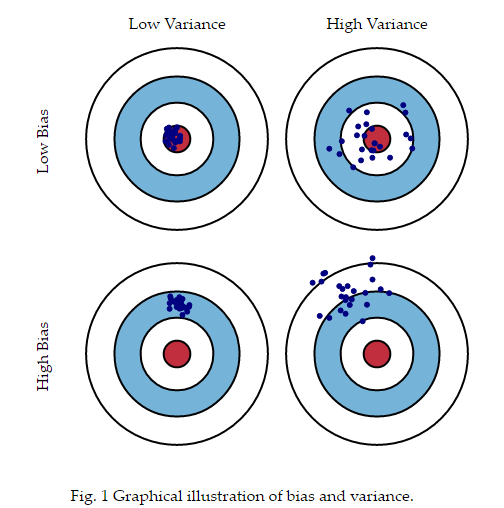 Low Variance
High Variance
Low Bias
High Bias
Fig. 1 Graphical illustration of bias and variance.